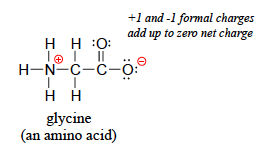 +1 and -1 formal charges
add up to zero net charge
H H :O:
⊕ ⊖
H-N-C-C-O:
H H
glycine
(an amino acid)